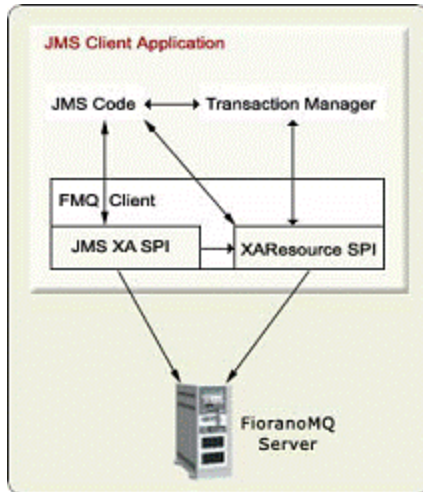 JMS Client Application
JMS Code
Transaction Manager
FMQ Client
JMS XA SPI
XAResource SPI
FioranoMQ
Server